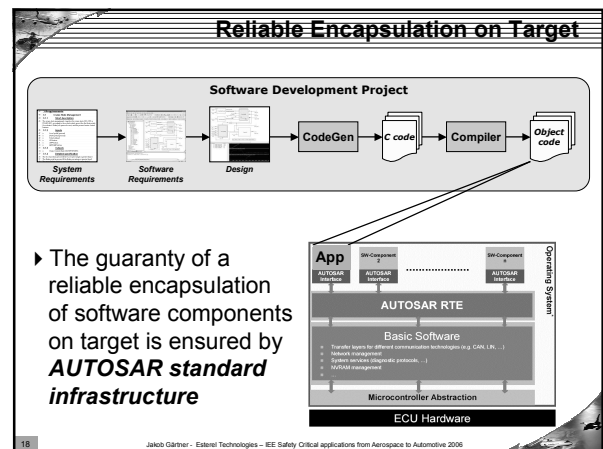 Reliable Encapsulation on Target
Software Development Project
CodeGen
C code
Compiler
Object
code
System
Requirements
Software
Requirements
Design
▸ The guaranty of a
reliable encapsulation
of software components
on target is ensured by
AUTOSAR standard
infrastructure
App
SW-Component
2
SW-Component
n
AUTOSAR
Interface
AUTOSAR
Interface
AUTOSAR
Interface
Operating System
AUTOSAR RTE
Basic Software
Transfer layers for different communication technologies (e.g. CAN, LIN, …)
Network management
System services (diagnostic protocols, …)
NVRAM management
…
Microcontroller Abstraction
ECU Hardware
18
Jakob Gärtner - Esterel Technologies – IEE Safety Critical applications from Aerospace to Automotive 2006